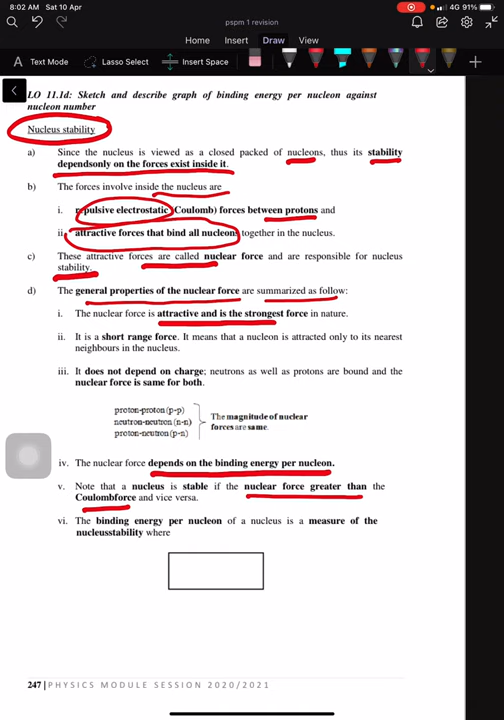 8:02 AM Sat 10 Apr
4G 91%
pspm 1 revision
Home Insert Draw View
A Text Mode Lasso Select Insert Space
LO 11.1d: Sketch and describe graph of binding energy per nucleon against
nucleon number
Nucleus stability
a) Since the nucleus is viewed as a closed packed of nucleons, thus its stability
dependsonly on the forces exist inside it.
b) The forces involve inside the nucleus are
i. repulsive electrostatic (Coulomb) forces between protons and
ii. attractive forces that bind all nucleons together in the nucleus.
c) These attractive forces are called nuclear force and are responsible for nucleus
stability.
d) The general properties of the nuclear force are summarized as follow:
i. The nuclear force is attractive and is the strongest force in nature.
ii. It is a short range force. It means that a nucleon is attracted only to its nearest
neighbours in the nucleus.
iii. It does not depend on charge; neutrons as well as protons are bound and the
nuclear force is same for both.
proton-proton (p-p)
neutron-neutron (n-n)
proton-neutron (p-n)
The magnitude of nuclear
forces are same.
iv. The nuclear force depends on the binding energy per nucleon.
v. Note that a nucleus is stable if the nuclear force greater than the
Coulombforce and vice versa.
vi. The binding energy per nucleon of a nucleus is a measure of the
nucleusstability where
247 | PHYSICS MODULE SESSION 2020/2021